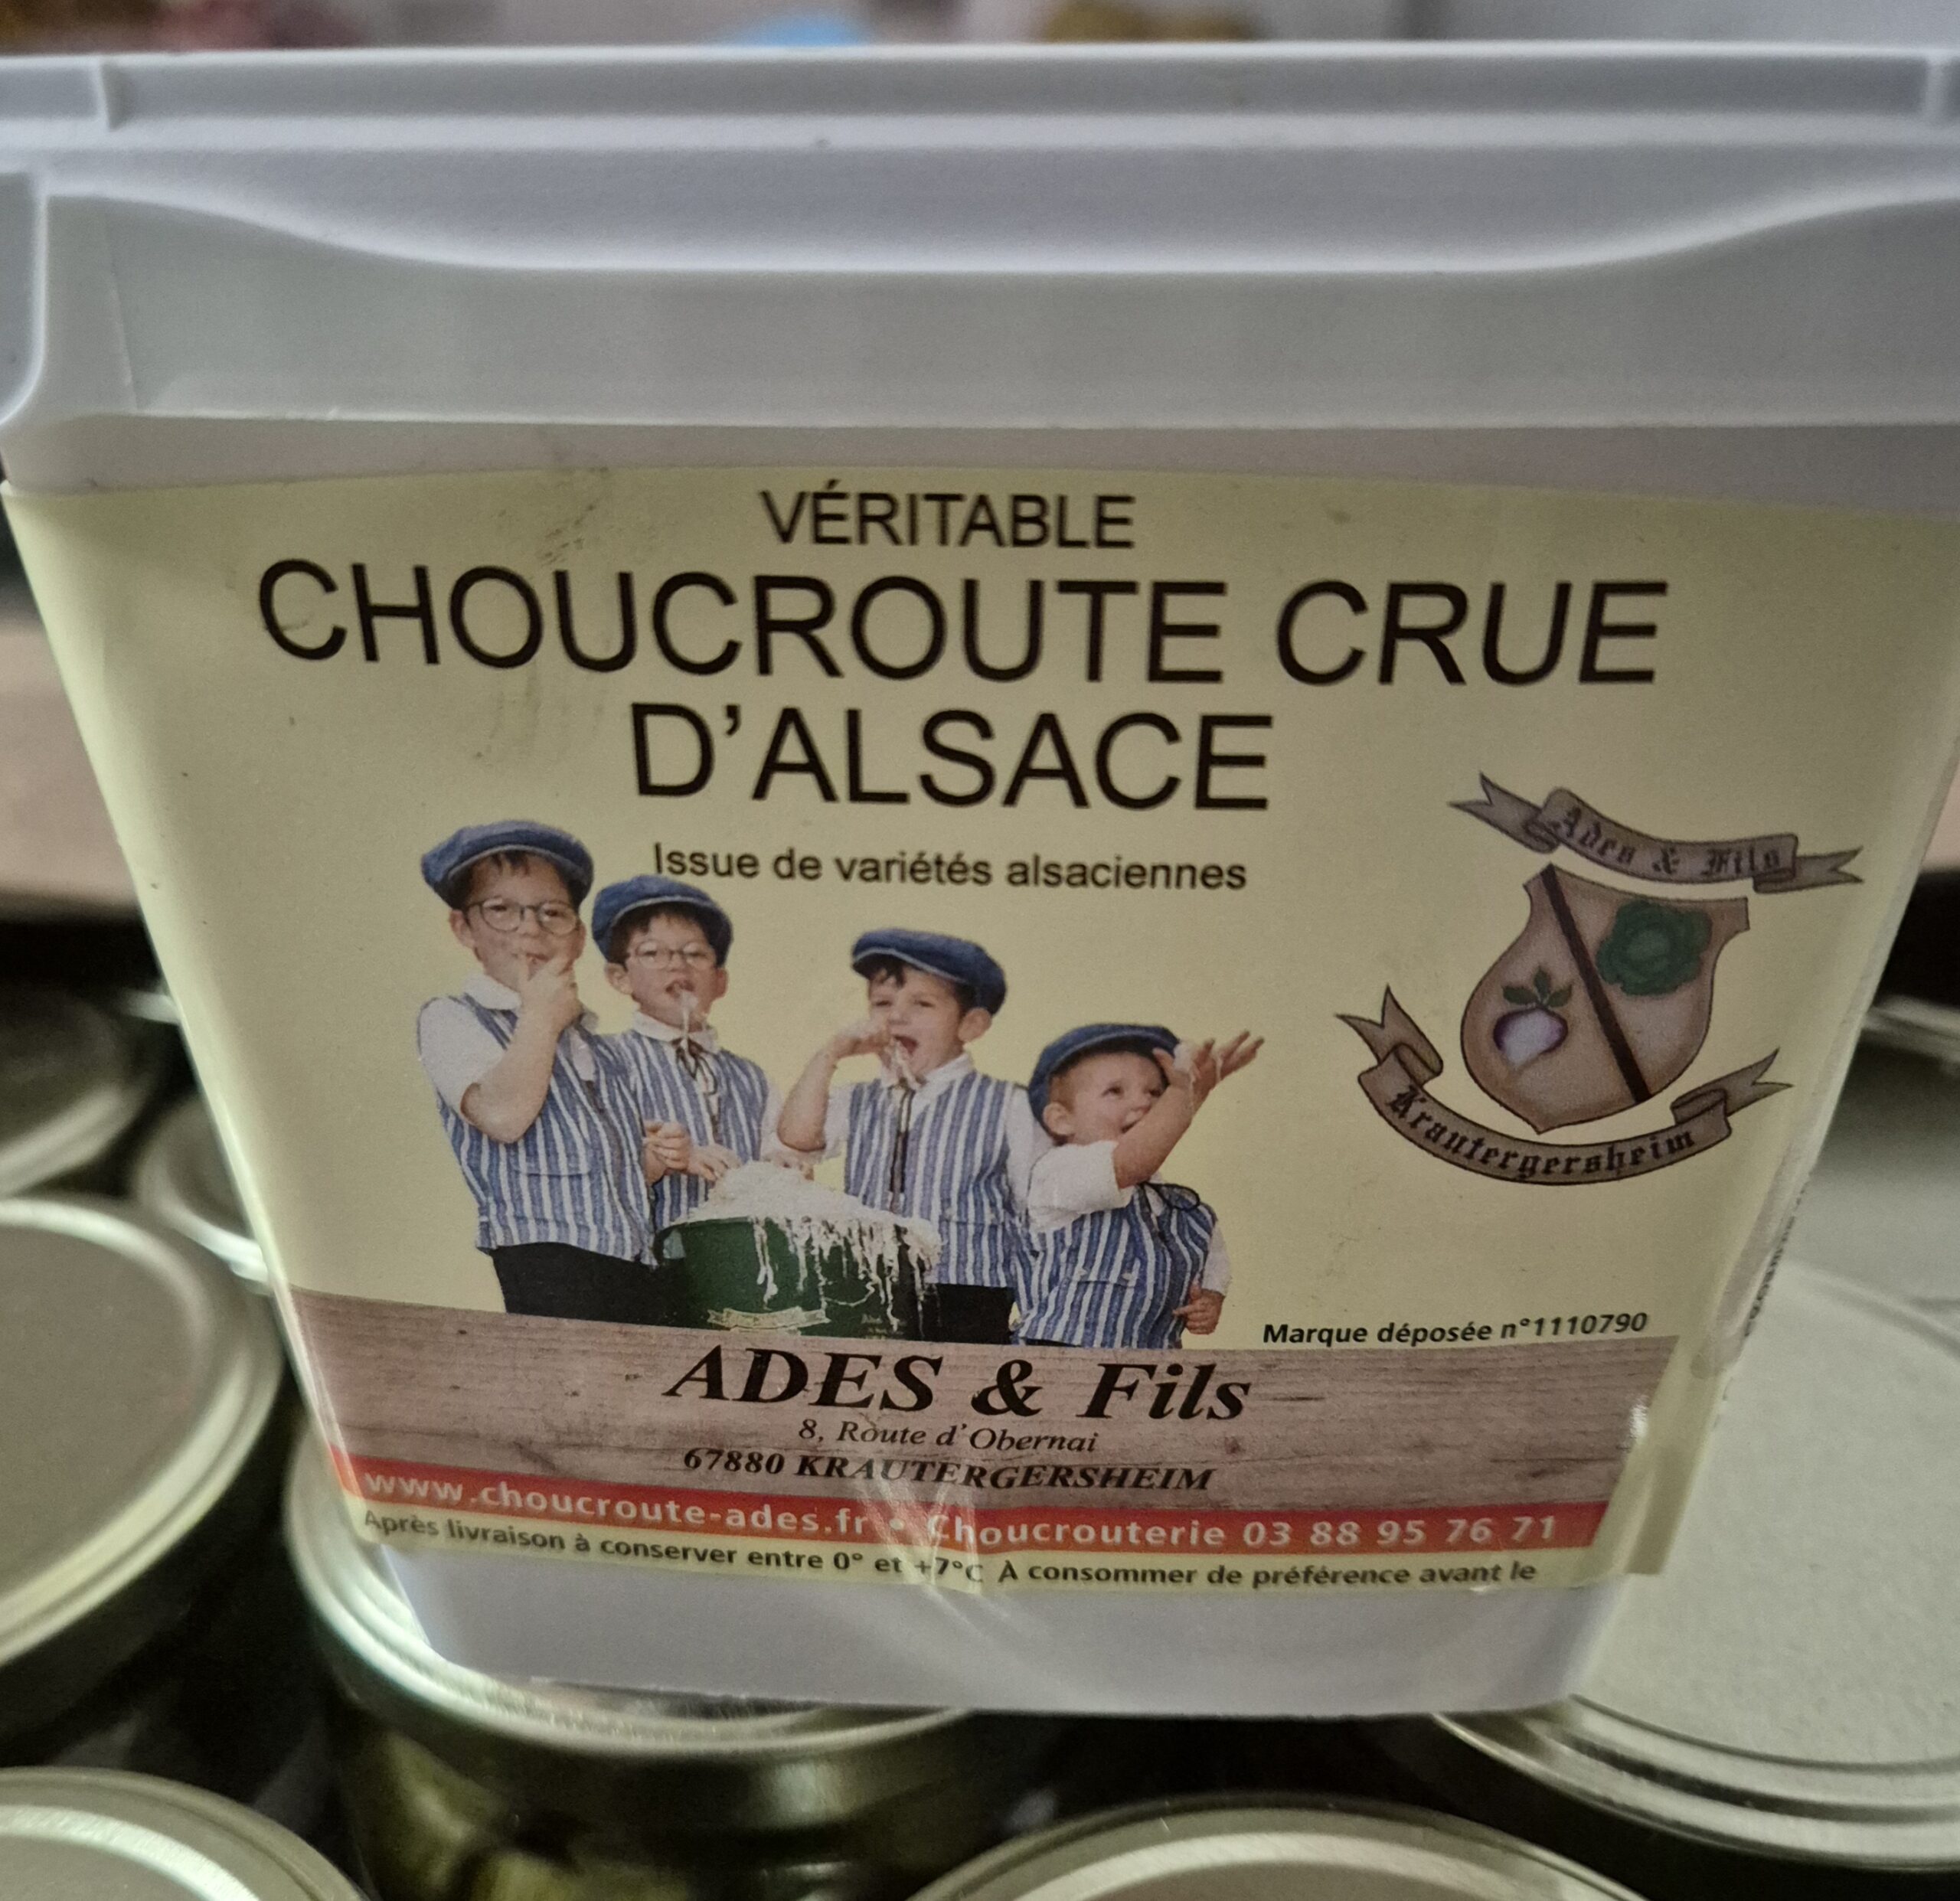 VÉRITABLE
CHOUCROUTE CRUE
D'ALSACE
Issue de variétés alsaciennes
Ades & Fils
Krautergersheim
Marque déposée n°1110790
ADES & Fils
8, Route d'Obernai
67880 KRAUTERGERSHEIM
www.choucroute-ades.fr • Choucrouterie 03 88 95 76 71
Après livraison à conserver entre 0° et +7°C À consommer de préférence avant le